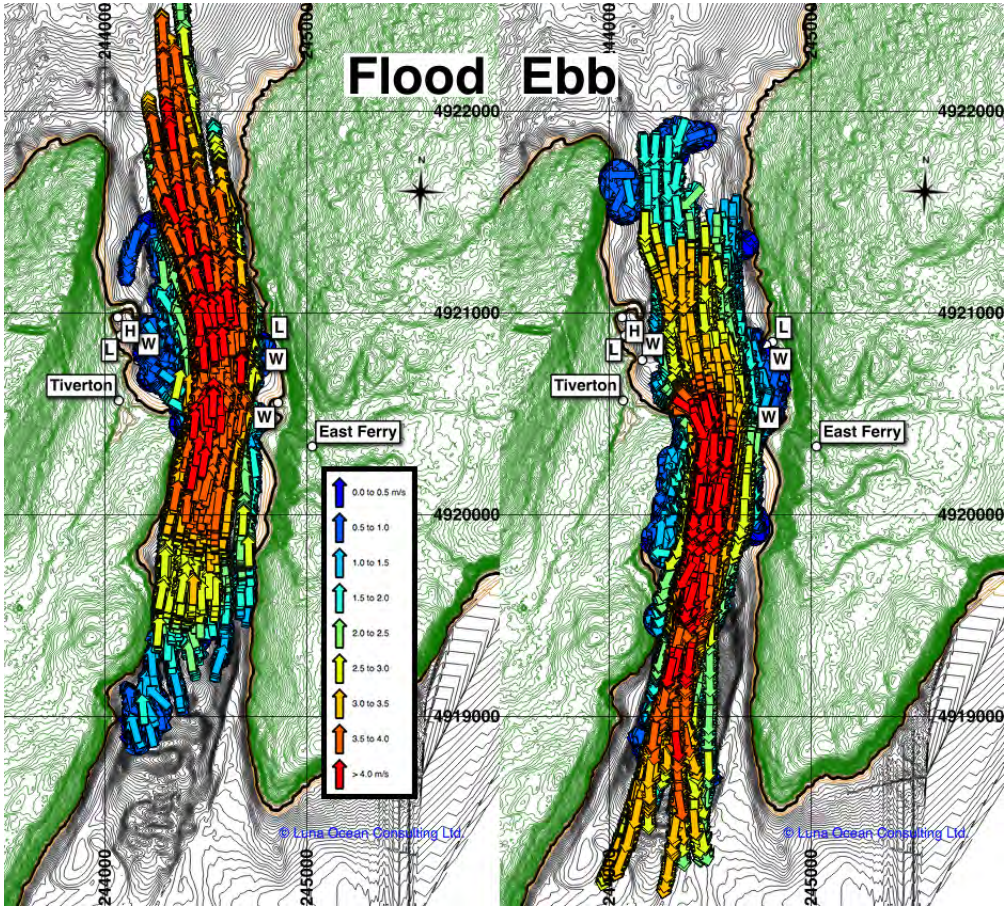 244000
245000
Flood
Ebb
244000
245000
4922000
4922000
N
N
4921000
4921000
H
L
W
L
W
Tiverton
W
East Ferry
H
L
W
L
W
Tiverton
W
East Ferry
0.0 to 0.5 m/s
0.5 to 1.0
1.0 to 1.5
1.5 to 2.0
2.0 to 2.5
2.5 to 3.0
3.0 to 3.5
3.5 to 4.0
> 4.0 m/s
4920000
4920000
4919000
4919000
© Luna Ocean Consulting Ltd.
© Luna Ocean Consulting Ltd.
244000
245000
244000
245000